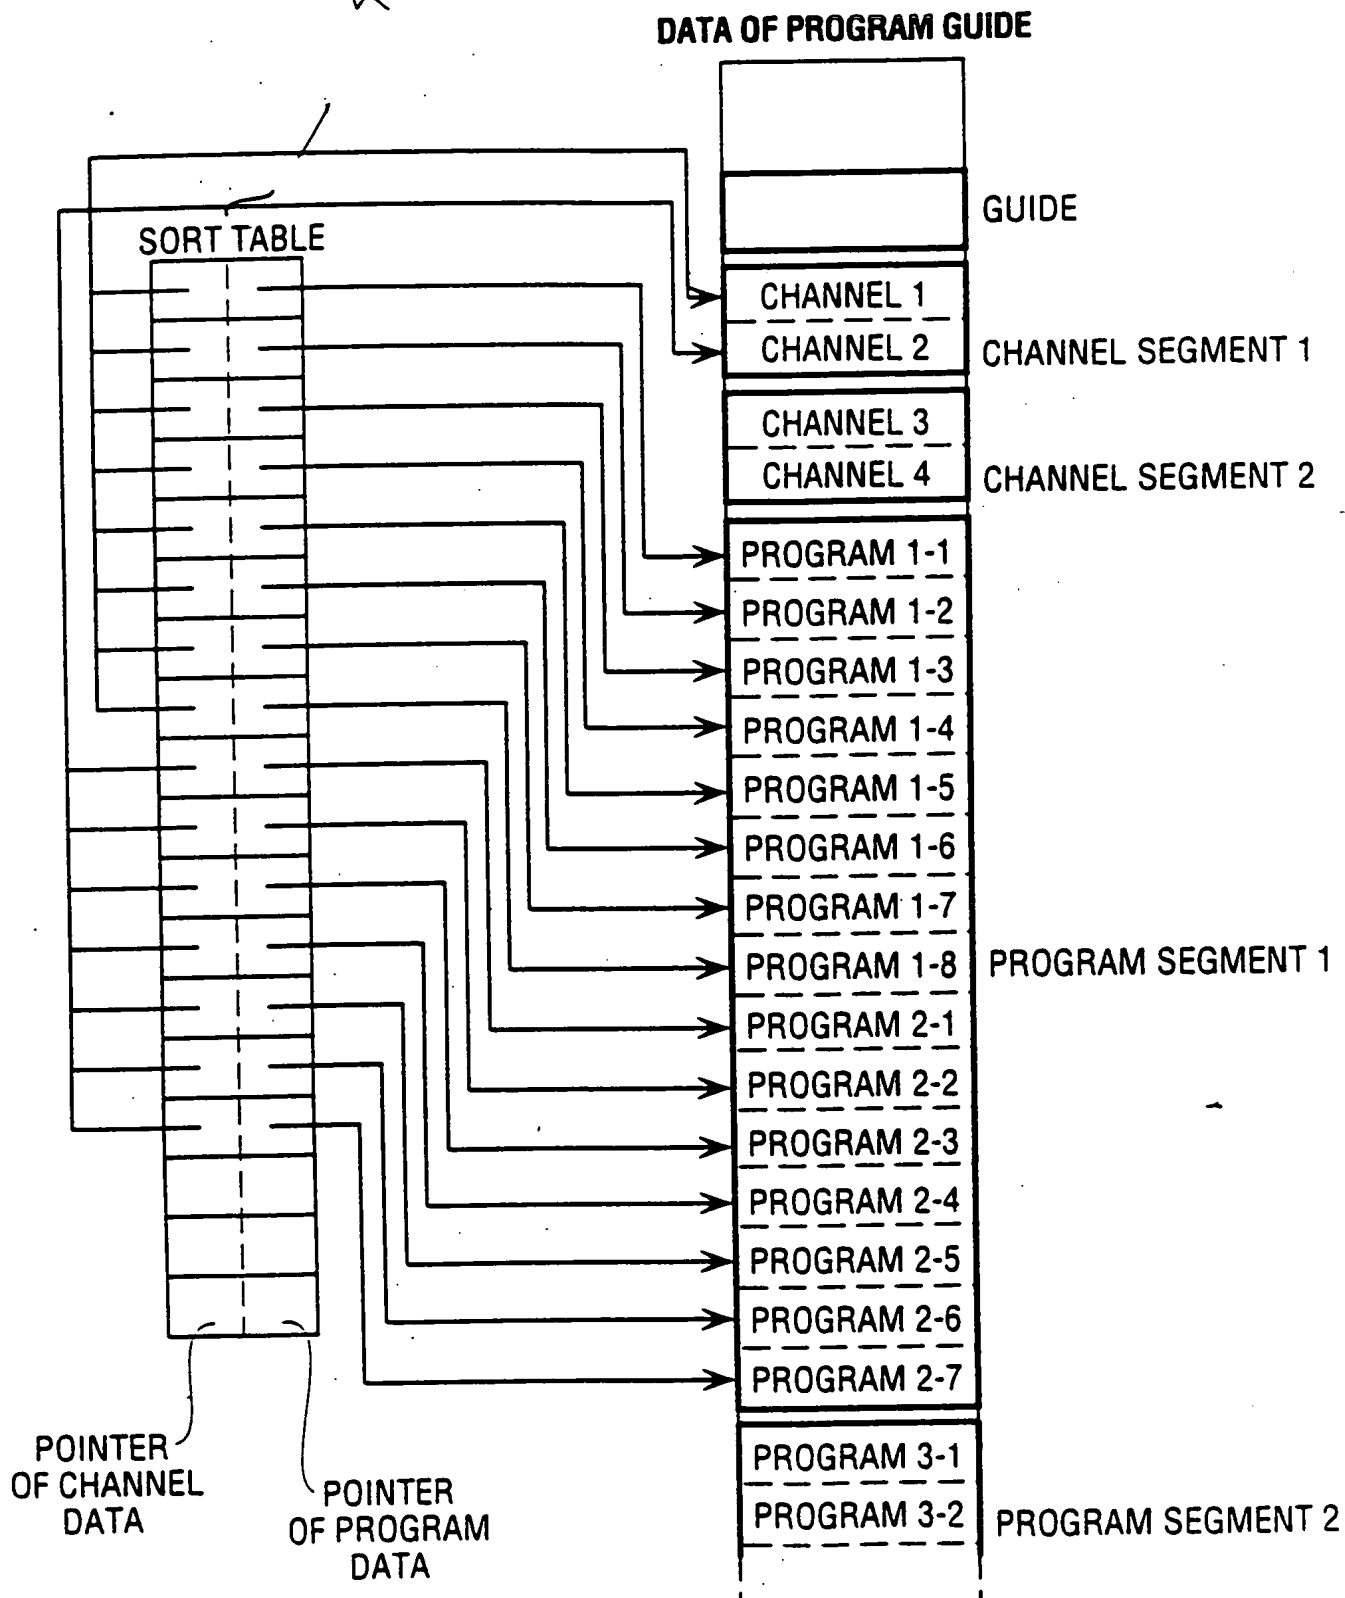 DATA OF PROGRAM GUIDE
GUIDE
SORT TABLE
CHANNEL 1
CHANNEL 2
CHANNEL SEGMENT 1
CHANNEL 3
CHANNEL 4
CHANNEL SEGMENT 2
PROGRAM 1-1
PROGRAM 1-2
PROGRAM 1-3
PROGRAM 1-4
PROGRAM 1-5
PROGRAM 1-6
PROGRAM 1-7
PROGRAM 1-8
PROGRAM SEGMENT 1
PROGRAM 2-1
PROGRAM 2-2
PROGRAM 2-3
PROGRAM 2-4
PROGRAM 2-5
PROGRAM 2-6
PROGRAM 2-7
POINTER
OF CHANNEL
DATA
POINTER
OF PROGRAM
DATA
PROGRAM 3-1
PROGRAM 3-2
PROGRAM SEGMENT 2